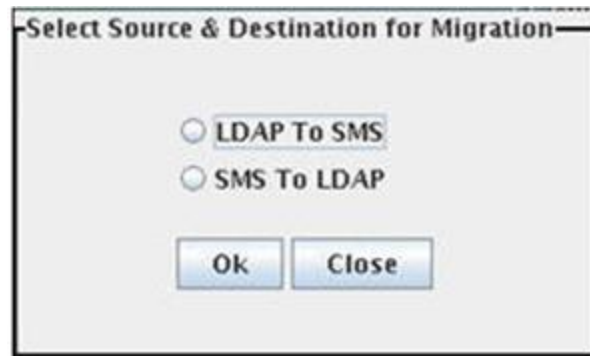 Select Source & Destination for Migration
LDAP To SMS
SMS To LDAP
Ok Close